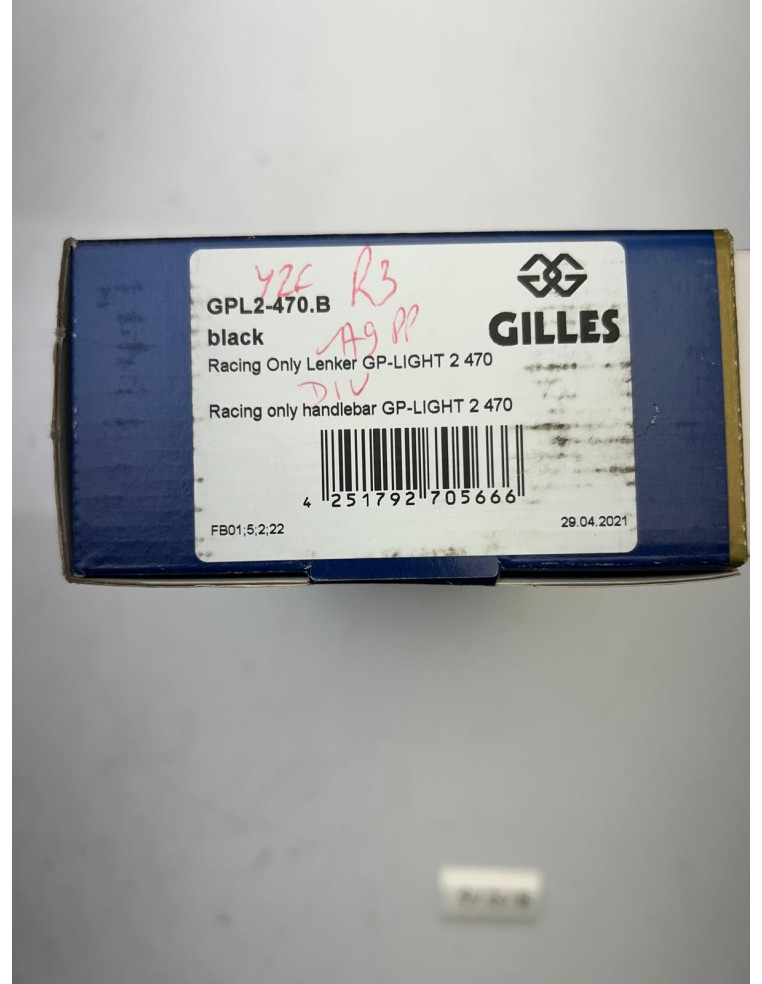 YZF R3
GPL2-470.B
GILLES
black
A9 PP
Racing Only Lenker GP-LIGHT 2 470
DIV
Racing only handlebar GP-LIGHT 2 470
4 251792 705666
FB01;5;2;22
29.04.2021